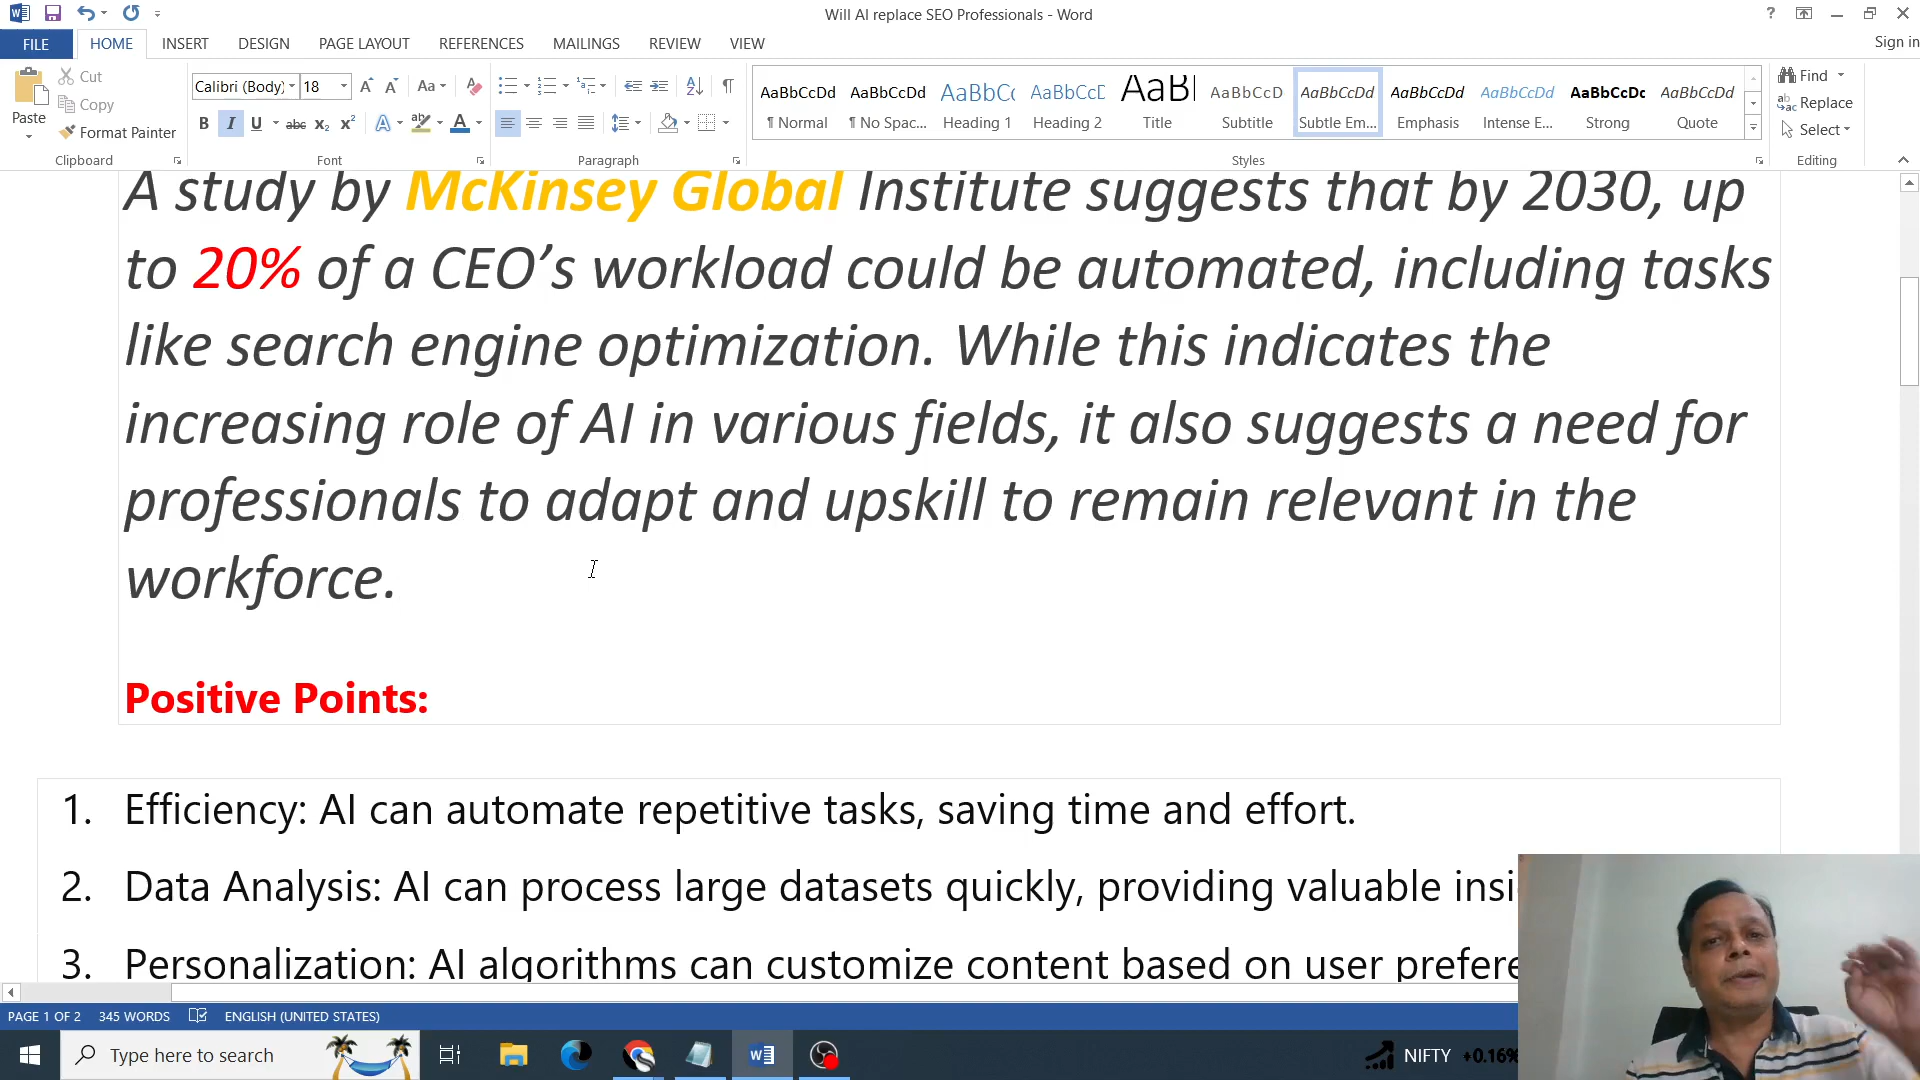 Will AI replace SEO Professionals - Word
?
FILE
HOME
INSERT
DESIGN
PAGE LAYOUT
REFERENCES
MAILINGS
REVIEW
VIEW
Sign in
Paste
Cut
Copy
Format Painter
Clipboard
Calibri (Body)
18
Aa
B I U abc x₂ x²
Font
Paragraph
AaBbCcDd
¶ Normal
AaBbCcDd
¶ No Spac...
AaBbCc
Heading 1
AaBbCcD
Heading 2
AaBb
Title
AaBbCcD
Subtitle
AaBbCcDd
Subtle Em...
AaBbCcDd
Emphasis
AaBbCcDd
Intense E...
AaBbCcDc
Strong
AaBbCcDd
Quote
Styles
Find
Replace
Select
Editing
A study by McKinsey Global Institute suggests that by 2030, up
to 20% of a CEO’s workload could be automated, including tasks
like search engine optimization. While this indicates the
increasing role of AI in various fields, it also suggests a need for
professionals to adapt and upskill to remain relevant in the
workforce.
Positive Points:
1. Efficiency: AI can automate repetitive tasks, saving time and effort.
2. Data Analysis: AI can process large datasets quickly, providing valuable insi
3. Personalization: AI algorithms can customize content based on user prefere
PAGE 1 OF 2
345 WORDS
ENGLISH (UNITED STATES)
Type here to search
NIFTY +0.16%